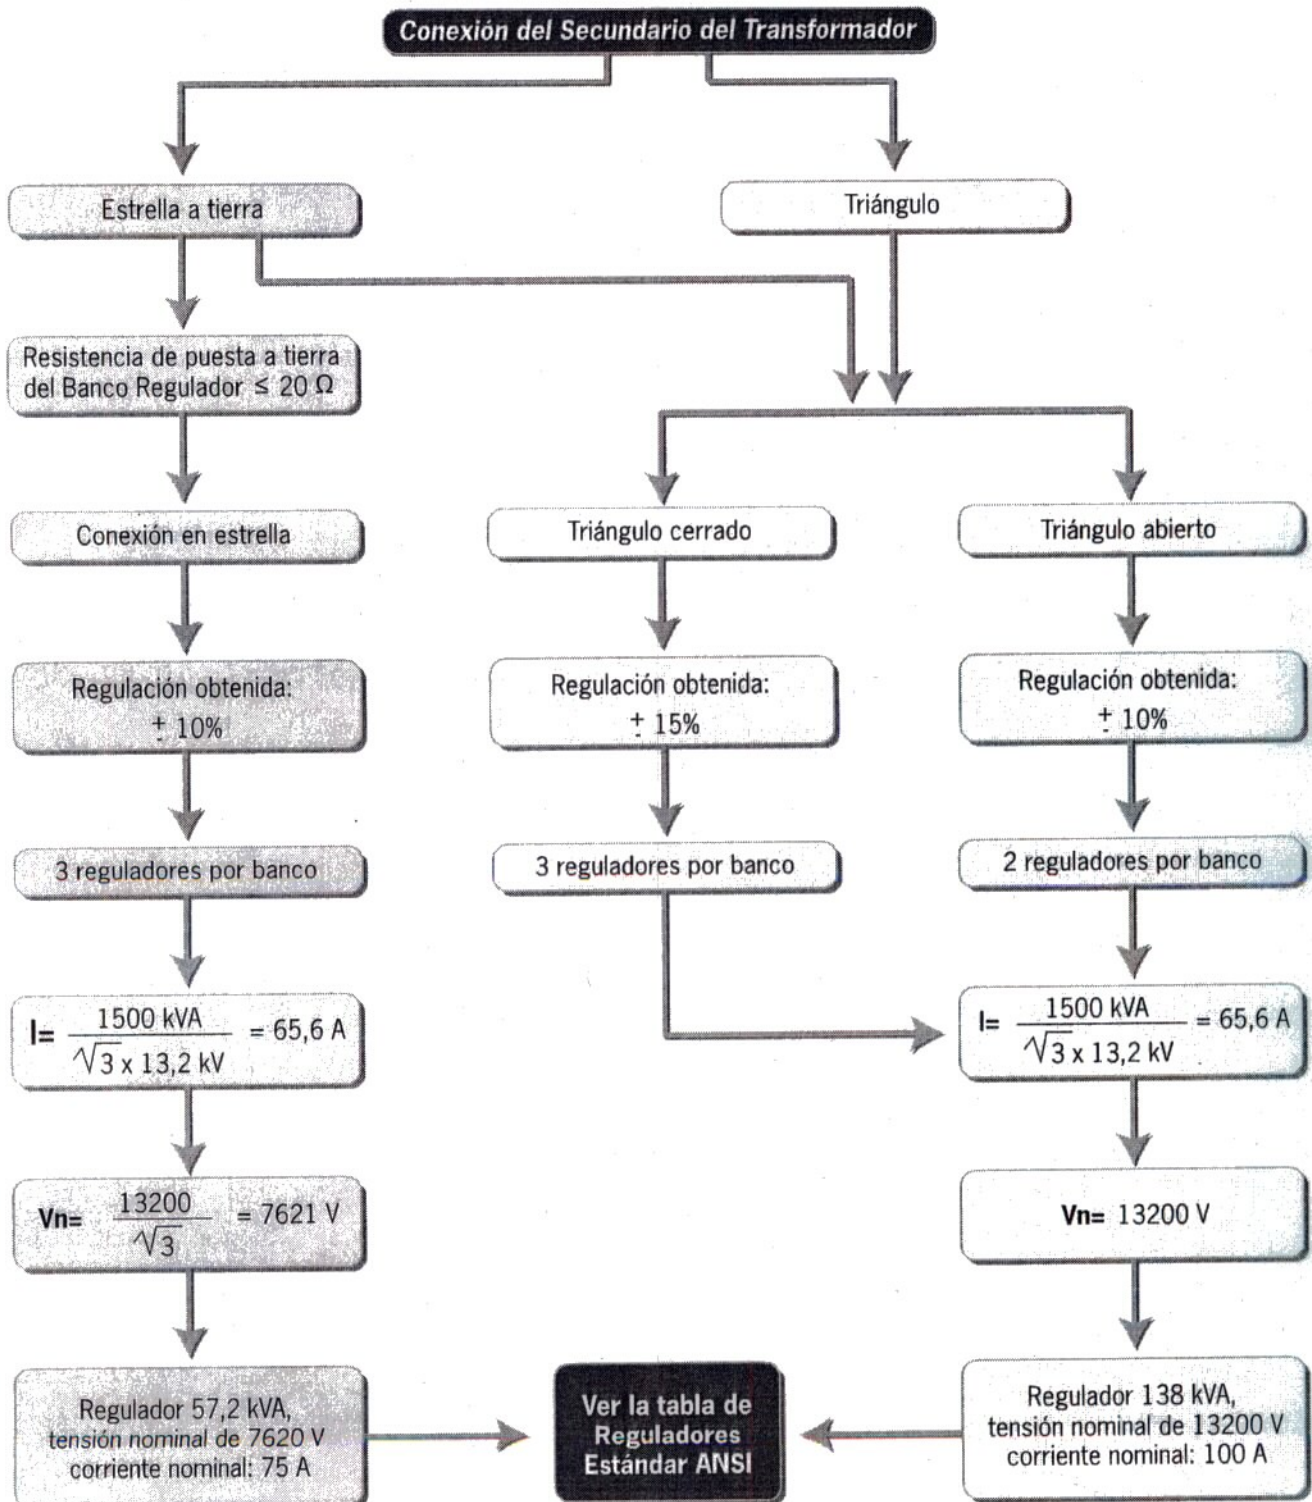 Conexión del Secundario del Transformador
Estrella a tierra
Triángulo
Resistencia de puesta a tierra
del Banco Regulador ≤ 20 Ω
Conexión en estrella
Triángulo cerrado
Triángulo abierto
Regulación obtenida:
± 10%
Regulación obtenida:
± 15%
Regulación obtenida:
± 10%
3 reguladores por banco
3 reguladores por banco
2 reguladores por banco
I= 1500 kVA / √3 x 13,2 kV = 65,6 A
I= 1500 kVA / √3 x 13,2 kV = 65,6 A
Vn= 13200 / √3 = 7621 V
Vn= 13200 V
Regulador 57,2 kVA,
tensión nominal de 7620 V
corriente nominal: 75 A
Ver la tabla de
Reguladores
Estándar ANSI
Regulador 138 kVA,
tensión nominal de 13200 V
corriente nominal: 100 A